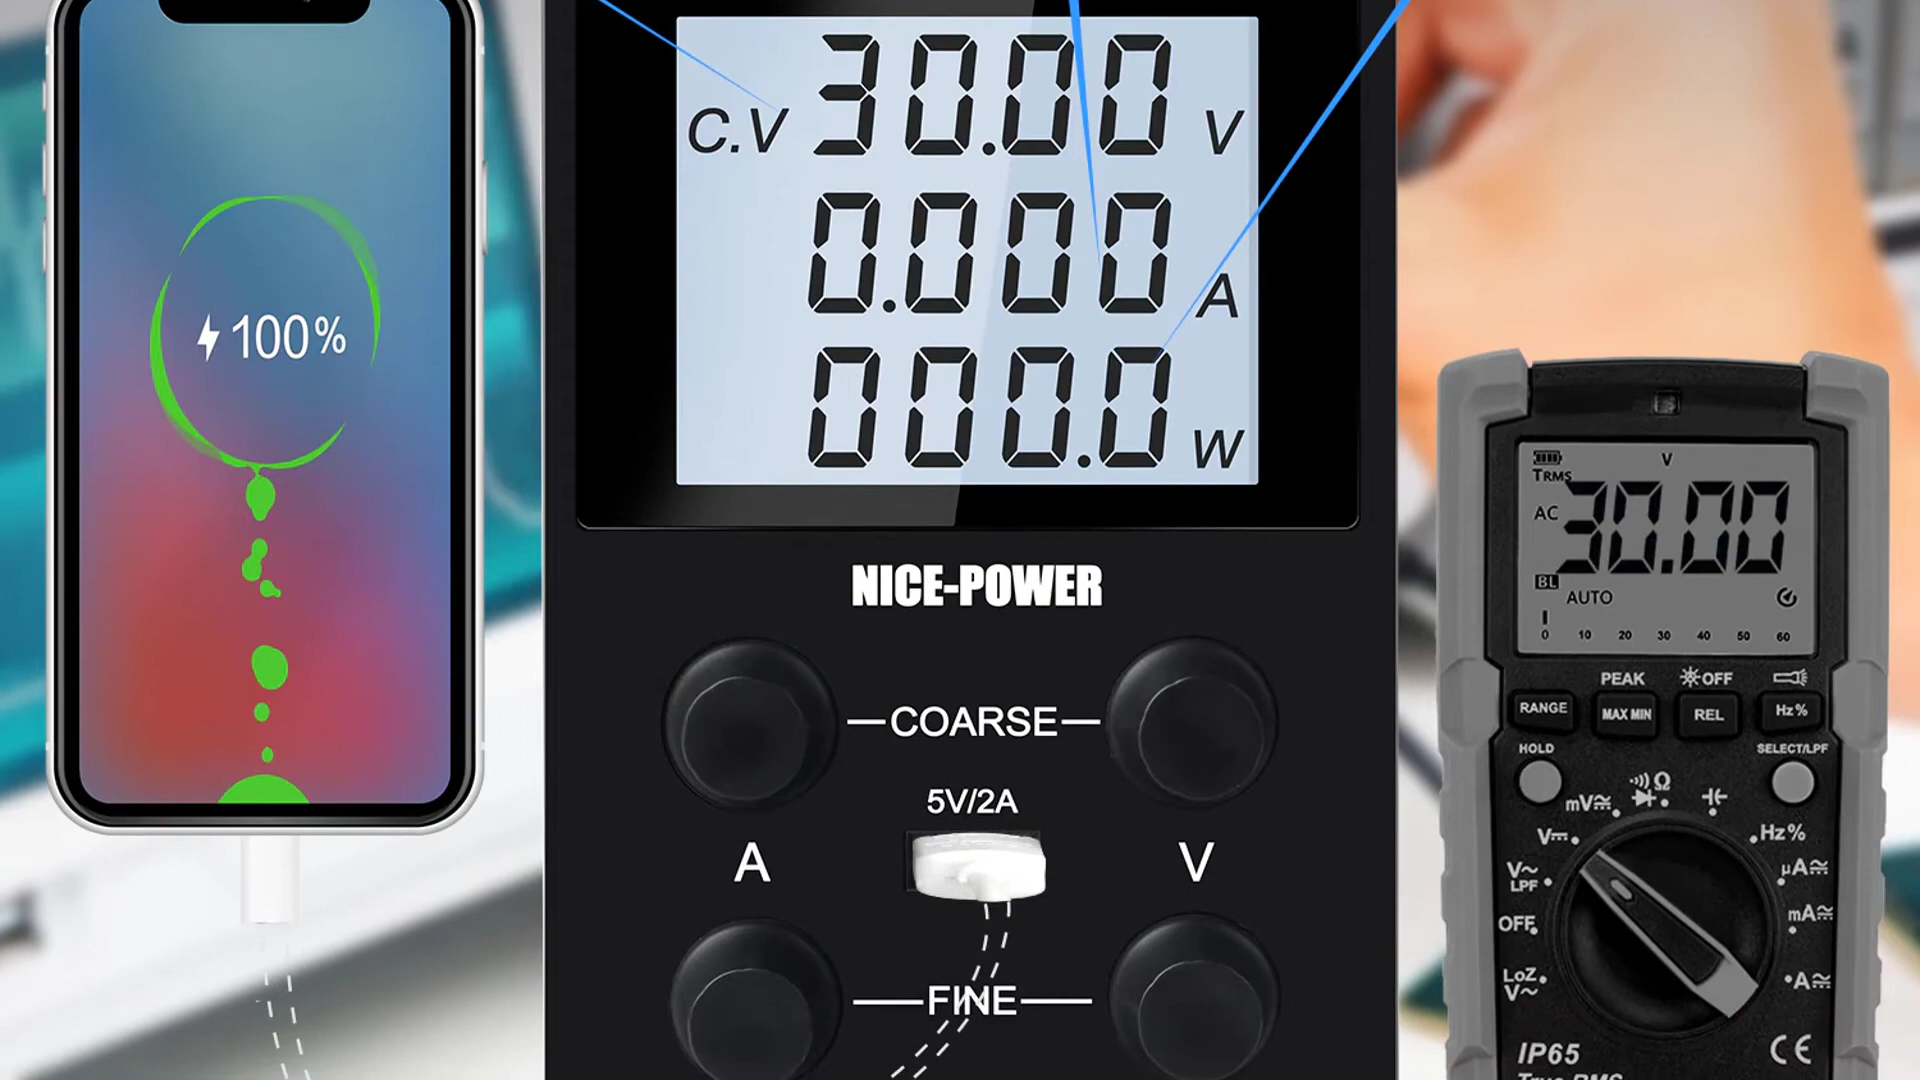 30.00 V
C.V
0.000 A
000.0 W
100%
NICE-POWER
COARSE
5V/2A
A V
FINE
V
TRMS
AC 30.00
BL
AUTO
0 10 20 30 40 50 60
PEAK OFF
RANGE MAX MIN REL Hz%
HOLD SELECT/LPF
Ω
mV
V Hz%
V~ LPF µA
OFF mA
LoZ V~ A
IP65 CE
True RMS